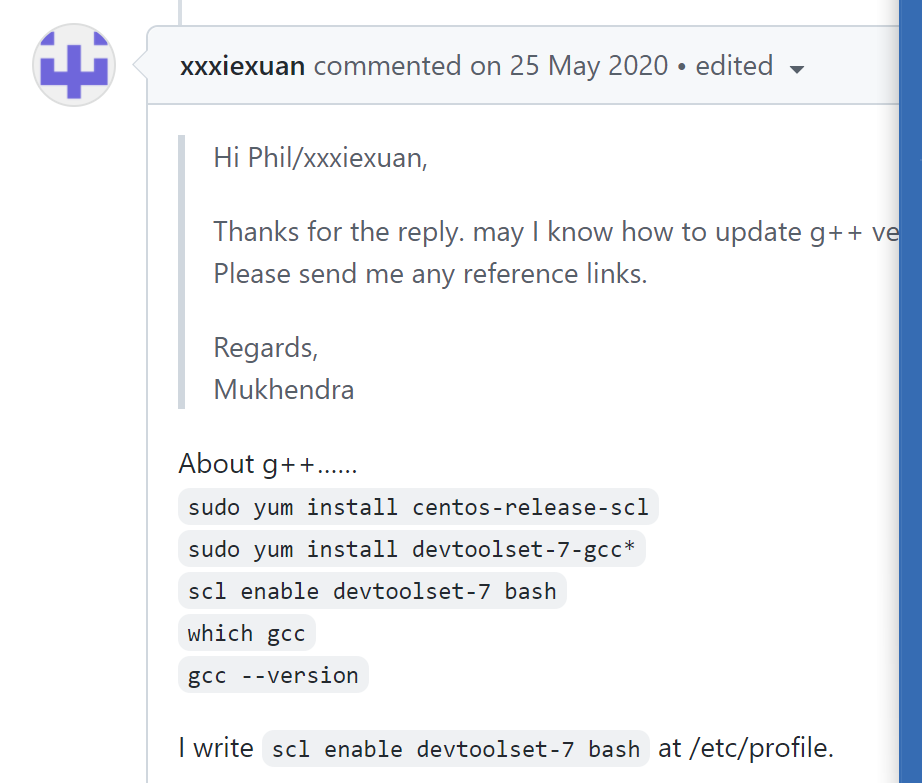 xxxiexuan commented on 25 May 2020 • edited
Hi Phil/xxxiexuan,
Thanks for the reply. may I know how to update g++ ve
Please send me any reference links.
Regards,
Mukhendra
About g++......
sudo yum install centos-release-scl
sudo yum install devtoolset-7-gcc*
scl enable devtoolset-7 bash
which gcc
gcc --version
I write scl enable devtoolset-7 bash at /etc/profile.